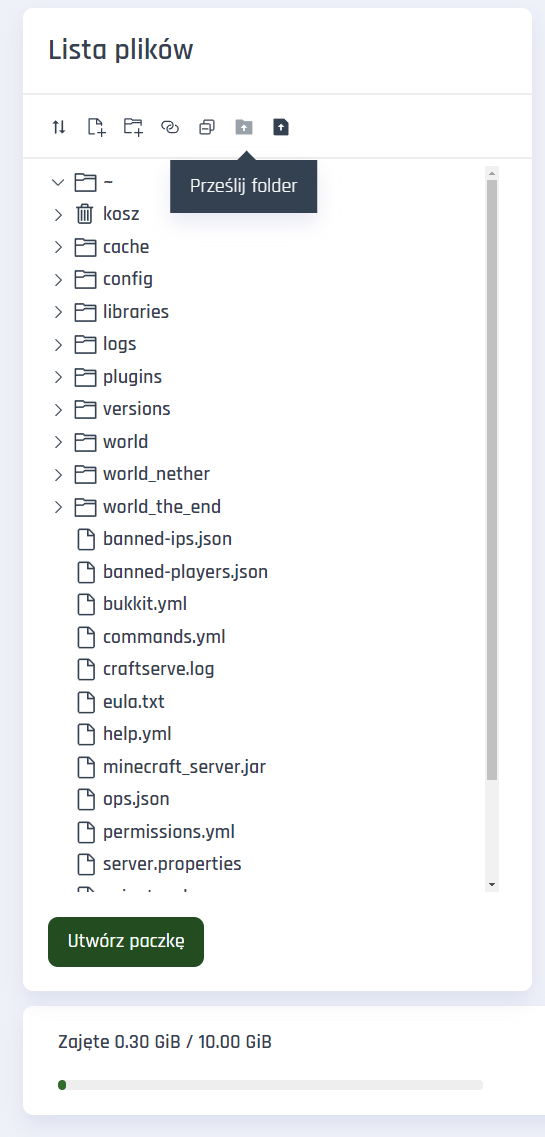 Lista plików
Prześlij folder
~
kosz
cache
config
libraries
logs
plugins
versions
world
world_nether
world_the_end
banned-ips.json
banned-players.json
bukkit.yml
commands.yml
craftserve.log
eula.txt
help.yml
minecraft_server.jar
ops.json
permissions.yml
server.properties
Utwórz paczkę
Zajęte 0.30 GiB / 10.00 GiB